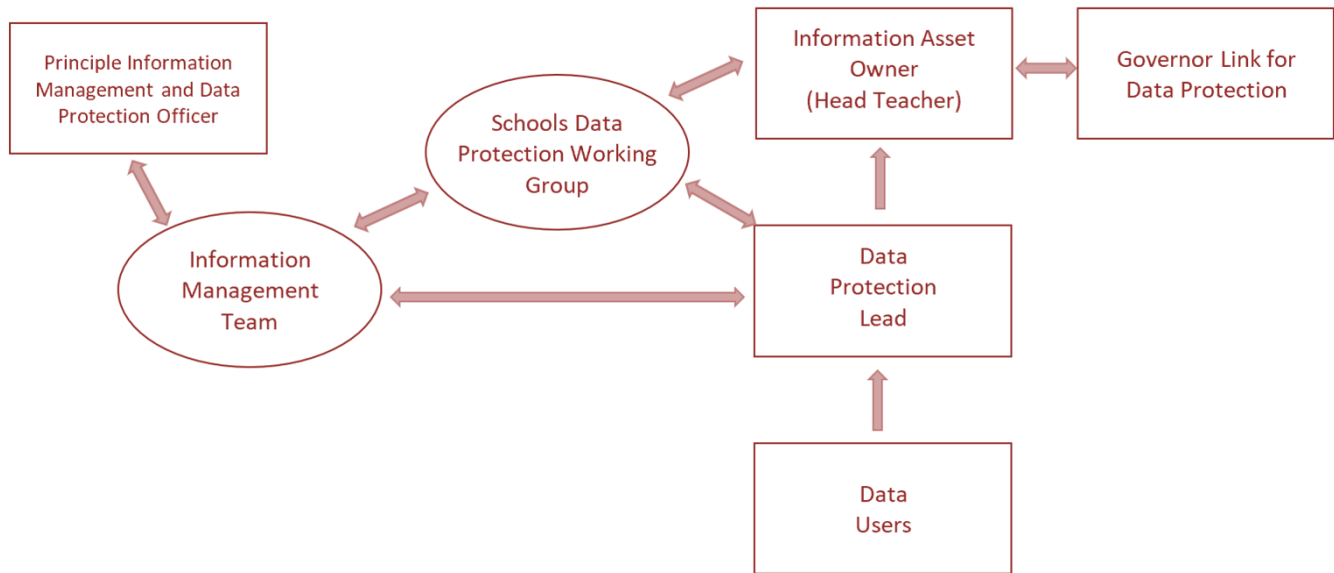 Principle Information
Management and Data
Protection Officer
Schools Data
Protection Working
Group
Information Asset
Owner
(Head Teacher)
Governor Link for
Data Protection
Information
Management
Team
Data
Protection
Lead
Data
Users